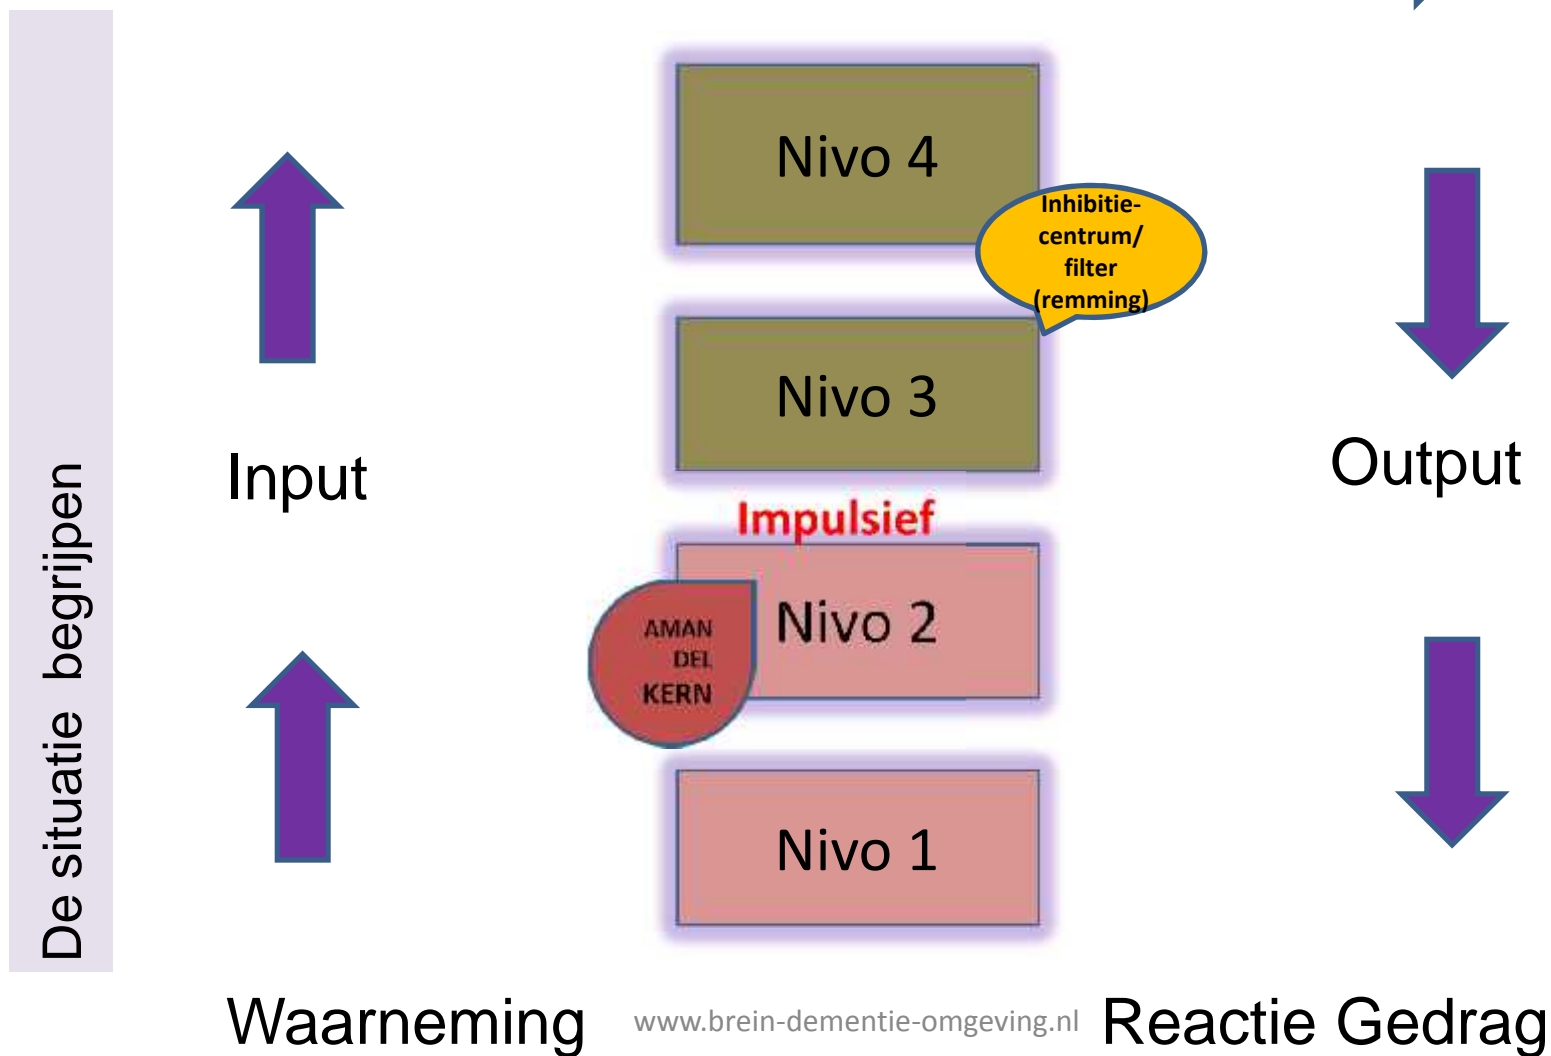 De situatie begrijpen
Nivo 4
Inhibitie-
centrum/
filter
(remming)
Nivo 3
Input
Output
Impulsief
Nivo 2
AMAN
DEL
KERN
Nivo 1
Waarneming
www.brein-dementie-omgeving.nl
Reactie Gedrag